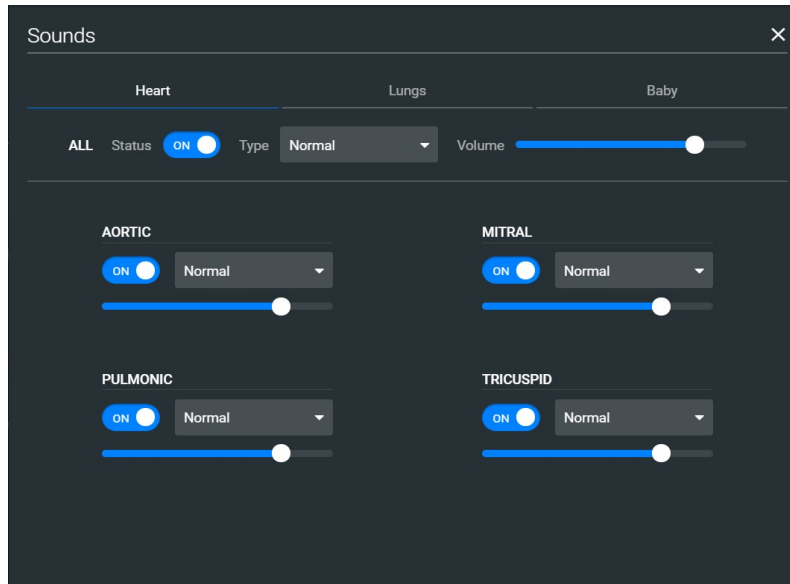 Sounds
Heart Lungs Baby
ALL Status ON Type Normal Volume
AORTIC MITRAL
ON Normal ON Normal
PULMONIC TRICUSPID
ON Normal ON Normal